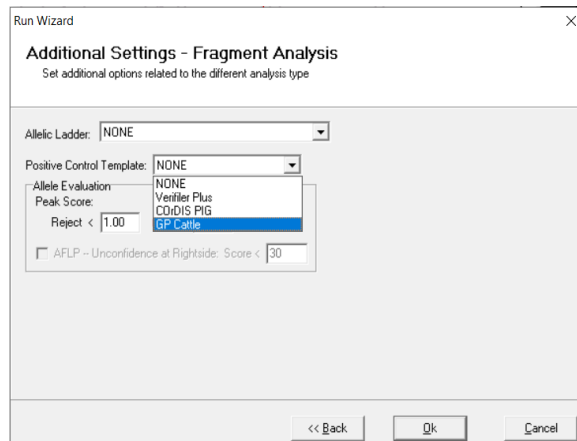 Run Wizard
Additional Settings - Fragment Analysis
Set additional options related to the different analysis type
Allelic Ladder: NONE
Positive Control Template: NONE
NONE
Verifiler Plus
COrDIS PIG
GP Cattle
Allele Evaluation
Peak Score:
Reject < 1.00
AFLP – Unconfidence at Rightside: Score < 30
<< Back
Ok
Cancel